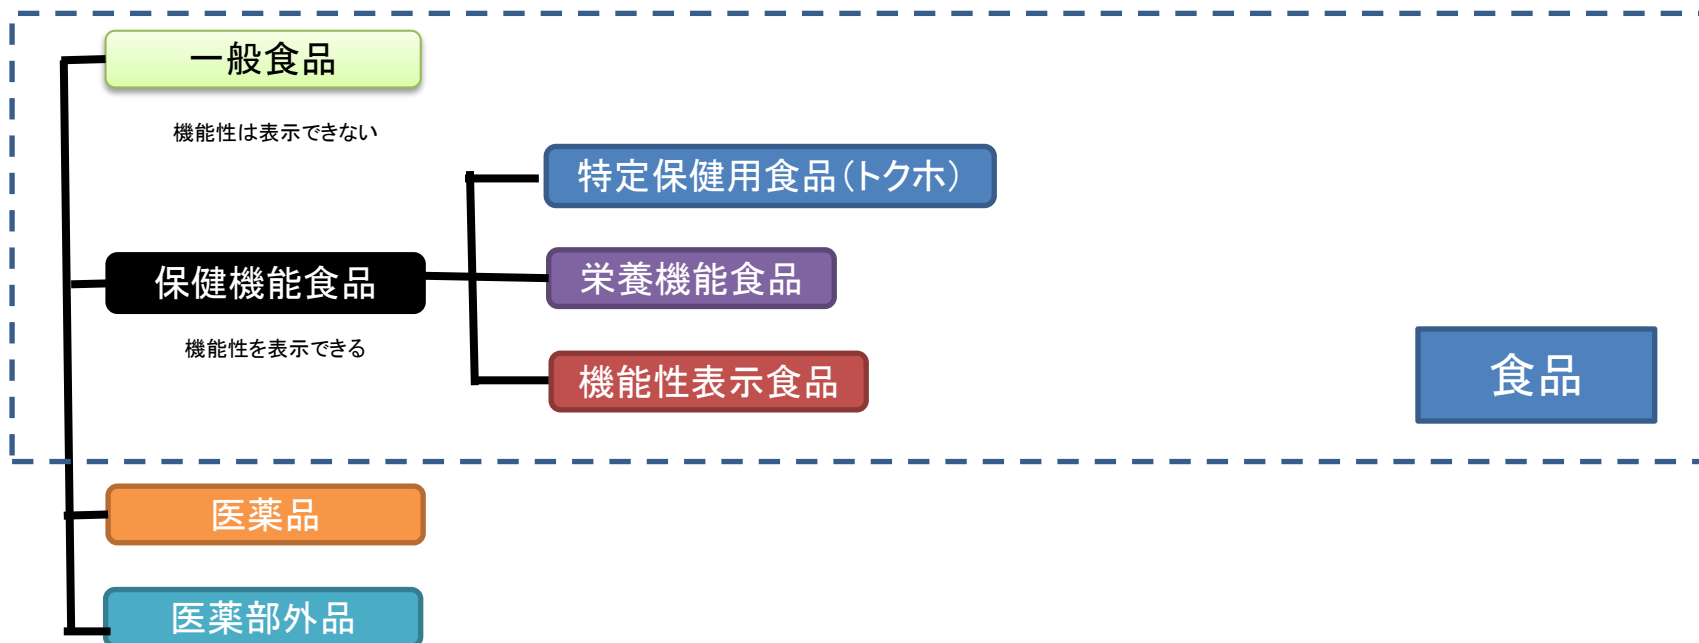 一般食品
機能性は表示できない
特定保健用食品（トクホ）
保健機能食品
栄養機能食品
機能性を表示できる
機能性表示食品
食品
医薬品
医薬部外品